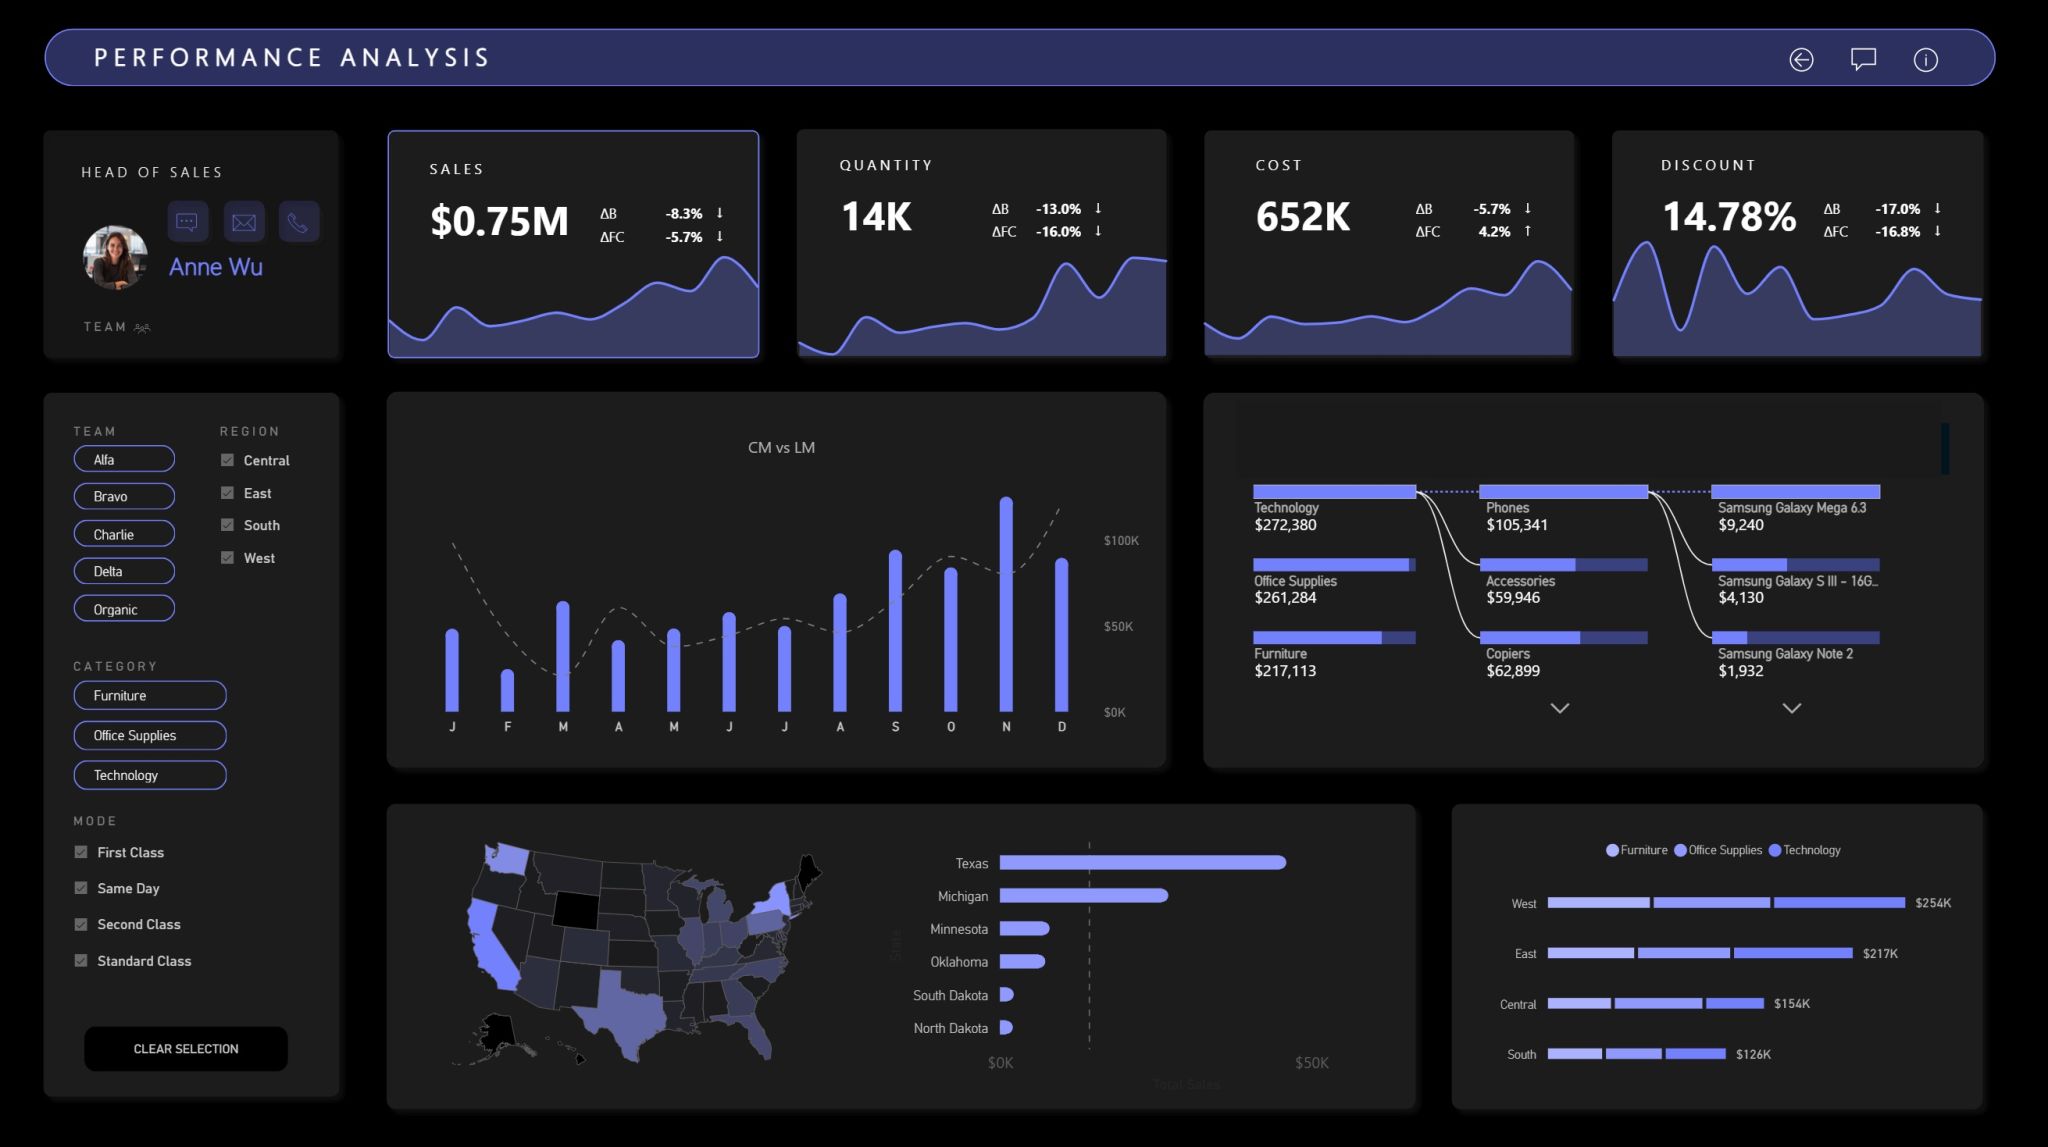 PERFORMANCE ANALYSIS
HEAD OF SALES
Anne Wu
TEAM
SALES
$0.75M
ΔB -8.3% ↓
ΔFC -5.7% ↓
QUANTITY
14K
ΔB -13.0% ↓
ΔFC -16.0% ↓
COST
652K
ΔB -5.7% ↓
ΔFC 4.2% ↑
DISCOUNT
14.78%
ΔB -17.0% ↓
ΔFC -16.8% ↓
TEAM
Alfa
Bravo
Charlie
Delta
Organic
REGION
Central
East
South
West
CATEGORY
Furniture
Office Supplies
Technology
MODE
First Class
Same Day
Second Class
Standard Class
CLEAR SELECTION
CM vs LM
$100K
$50K
$0K
J F M A M J J A S O N D
Technology
$272,380
Office Supplies
$261,284
Furniture
$217,113
Phones
$105,341
Accessories
$59,946
Copiers
$62,899
Samsung Galaxy Mega 6.3
$9,240
Samsung Galaxy S III - 16G...
$4,130
Samsung Galaxy Note 2
$1,932
State
Texas
Michigan
Minnesota
Oklahoma
South Dakota
North Dakota
$0K $50K
Total Sales
Furniture Office Supplies Technology
West $254K
East $217K
Central $154K
South $126K